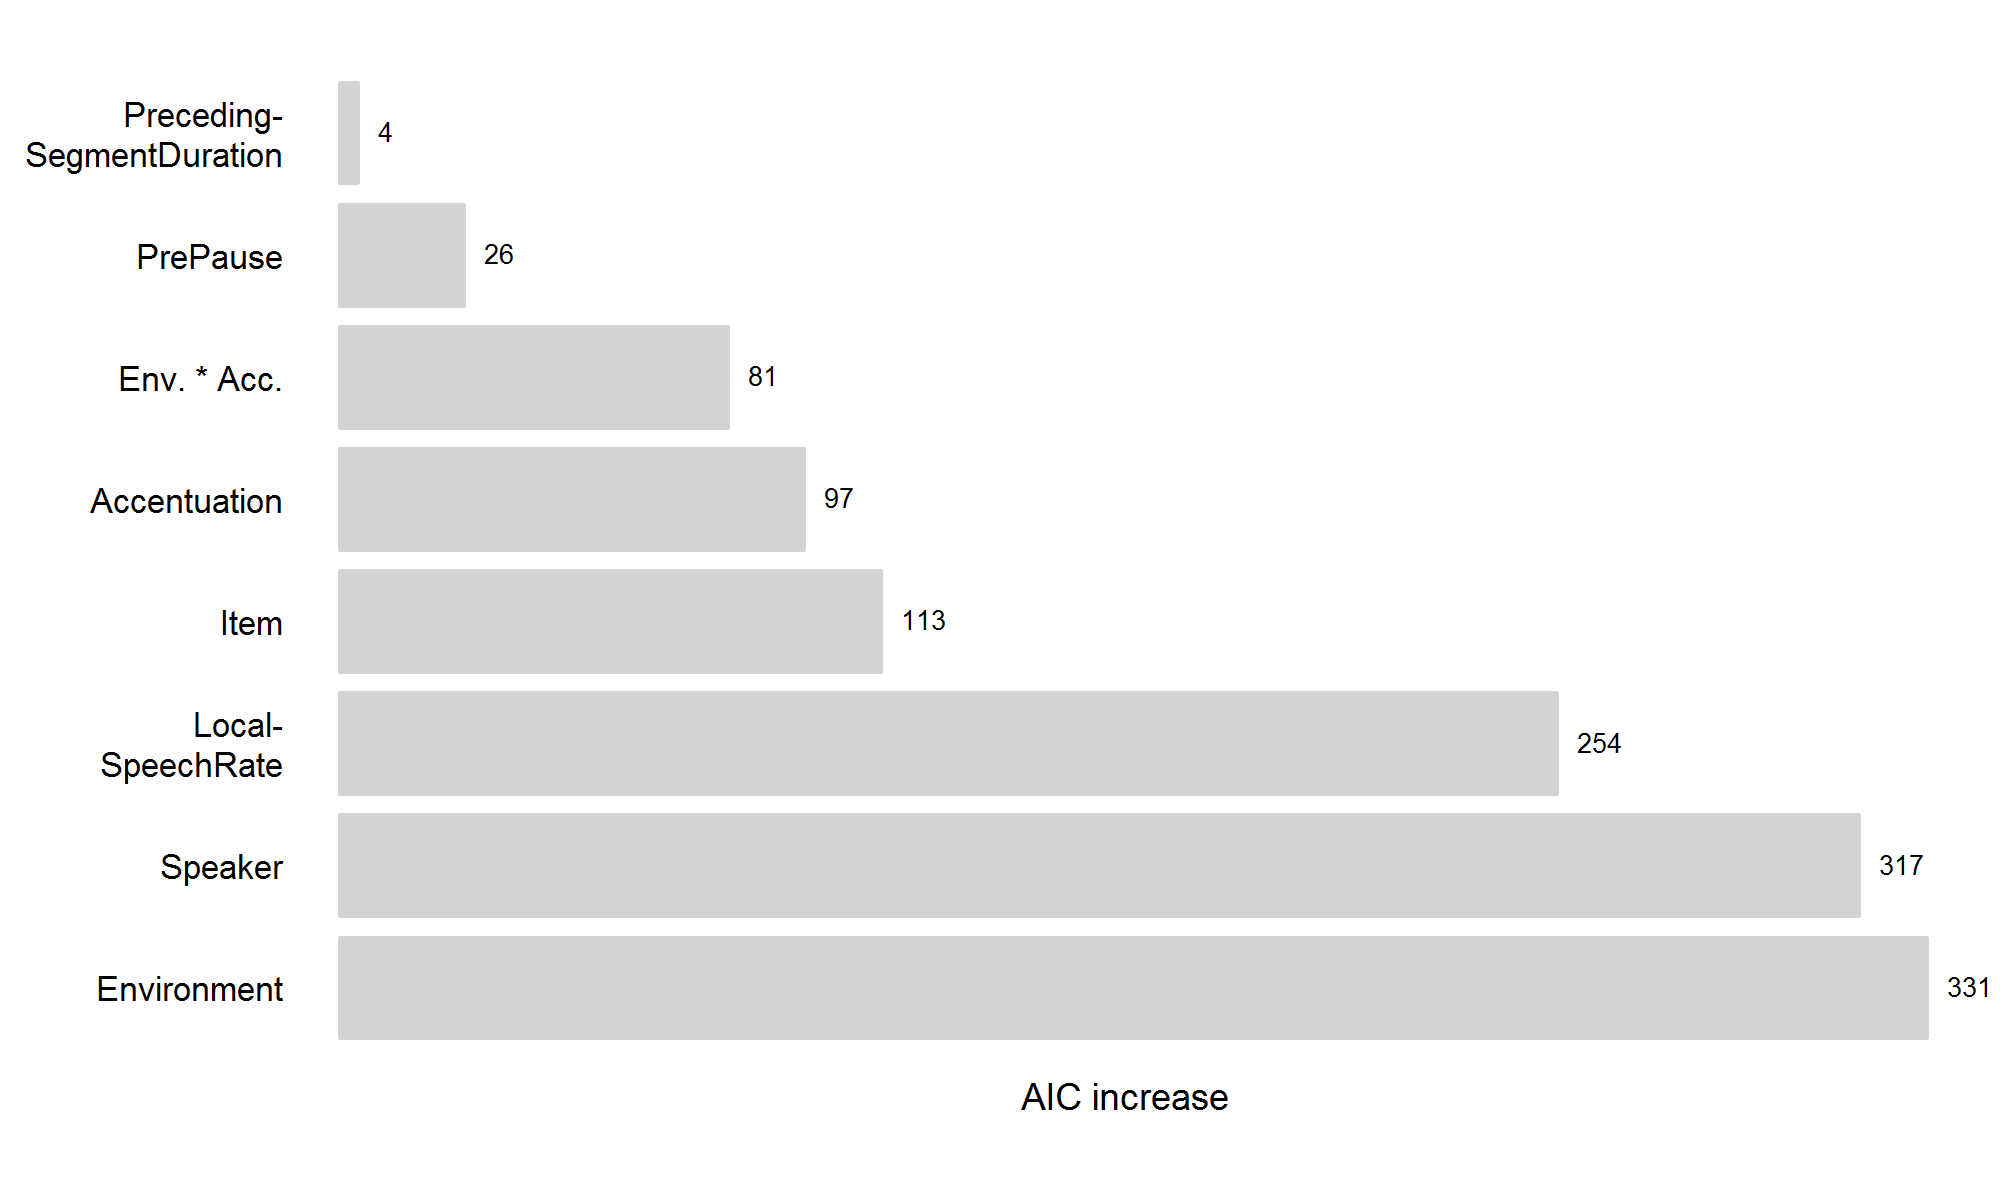 Preceding-
SegmentDuration
4
PrePause
26
Env. * Acc.
81
Accentuation
97
Item
113
Local-
SpeechRate
254
Speaker
317
Environment
331
AIC increase